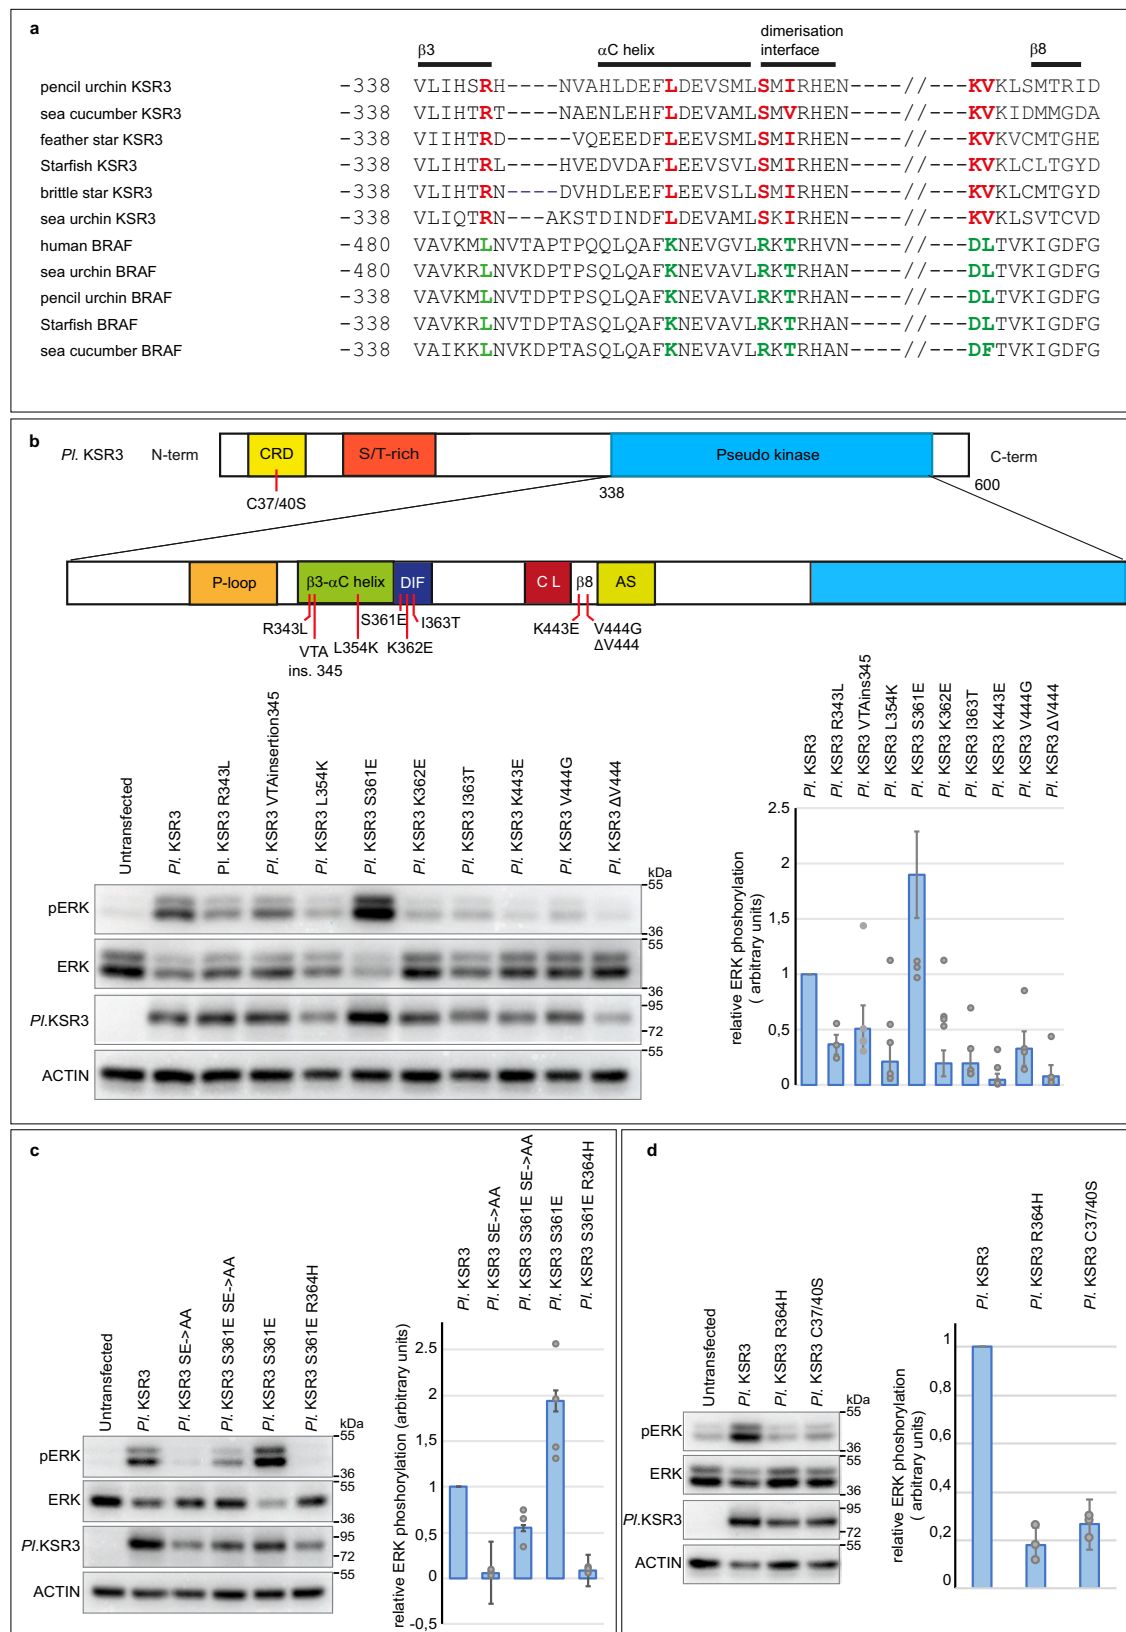 a
β3 αC helix dimerisation interface β8
pencil urchin KSR3 -338 VLIHSRH----NVAHLDEFLDEVSMLSMIRHEN----//---KVKLSMTRID
sea cucumber KSR3 -338 VLIHTRT----NAENLEHFLDEVAMLSMVRHEN----//---KVKIDMMGDA
feather star KSR3 -338 VIIHTRD-----VQEEEDFLEEVSMLSMIRHEN----//---KVKVCMTGHE
Starfish KSR3 -338 VLIHTRL----HVEDVDAFLEEVSVLSMIRHEN----//---KVKLCLTGYD
brittle star KSR3 -338 VLIHTRN----DVHDLEEFLEEVSLLSMIRHEN----//---KVKLCMTGYD
sea urchin KSR3 -338 VLIQTRN---AKSTDINDFLDEVAMLSKIRHEN----//---KVKLSVTCVD
human BRAF -480 VAVKMLNVTAPTPQQLQAFKNEVGVLRKTRHVN----//---DLTVKIGDFG
sea urchin BRAF -480 VAVKRLNVKDPTPSQLQAFKNEVAVLRKTRHAN----//---DLTVKIGDFG
pencil urchin BRAF -338 VAVKMLNVTDPTPSQLQAFKNEVAVLRKTRHAN----//---DLTVKIGDFG
Starfish BRAF -338 VAVKRLNVTDPTASQLQAFKNEVAVLRKTRHAN----//---DLTVKIGDFG
sea cucumber BRAF -338 VAIKKLNVKDPTASQLQAFKNEVAVLRKTRHAN----//---DFTVKIGDFG
b
Pl. KSR3 N-term CRD S/T-rich Pseudo kinase C-term
C37/40S 338 600
P-loop β3-αC helix DIF C L β8 AS
R343L VTA ins. 345 L354K S361E K362E I363T K443E V444G ΔV444
Untransfected
Pl. KSR3
Pl. KSR3 R343L
Pl. KSR3 VTAinsertion345
Pl. KSR3 L354K
Pl. KSR3 S361E
Pl. KSR3 K362E
Pl. KSR3 I363T
Pl. KSR3 K443E
Pl. KSR3 V444G
Pl. KSR3 ΔV444
kDa
pERK 55 36
ERK 55 36
Pl.KSR3 95 72
ACTIN 55
Pl. KSR3
Pl. KSR3 R343L
Pl. KSR3 VTAins345
Pl. KSR3 L354K
Pl. KSR3 S361E
Pl. KSR3 K362E
Pl. KSR3 I363T
Pl. KSR3 K443E
Pl. KSR3 V444G
Pl. KSR3 ΔV444
relative ERK phoshorylation
( arbitrary units)
2.5
2
1.5
1
0,5
0
c
Untransfected
Pl. KSR3
Pl. KSR3 SE->AA
Pl. KSR3 S361E SE->AA
Pl. KSR3 S361E
Pl. KSR3 S361E R364H
kDa
pERK 55 36
ERK 55 36
Pl.KSR3 95 72
ACTIN 55
Pl. KSR3
Pl. KSR3 SE->AA
Pl. KSR3 S361E SE->AA
Pl. KSR3 S361E
Pl. KSR3 S361E R364H
relative ERK phoshorylation (arbitrary units)
2.5
2
1,5
1
0,5
0
-0,5
d
Untransfected
Pl. KSR3
Pl. KSR3 R364H
Pl. KSR3 C37/40S
kDa
pERK 55 36
ERK 55 36
Pl.KSR3 95 72
ACTIN 55
Pl. KSR3
Pl. KSR3 R364H
Pl. KSR3 C37/40S
relative ERK phoshorylation
( arbitrary units)
1
0,8
0,6
0,4
0,2
0